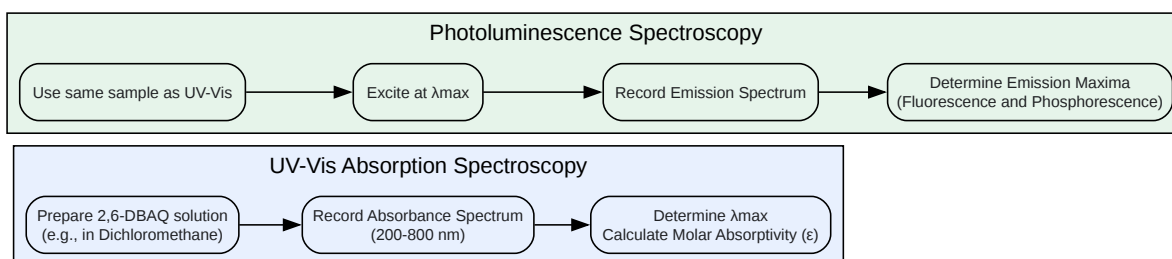 Photoluminescence Spectroscopy
Use same sample as UV-Vis
Excite at λmax
Record Emission Spectrum
Determine Emission Maxima
(Fluorescence and Phosphorescence)
UV-Vis Absorption Spectroscopy
Prepare 2,6-DBAQ solution
(e.g., in Dichloromethane)
Record Absorbance Spectrum
(200-800 nm)
Determine λmax
Calculate Molar Absorptivity (ε)